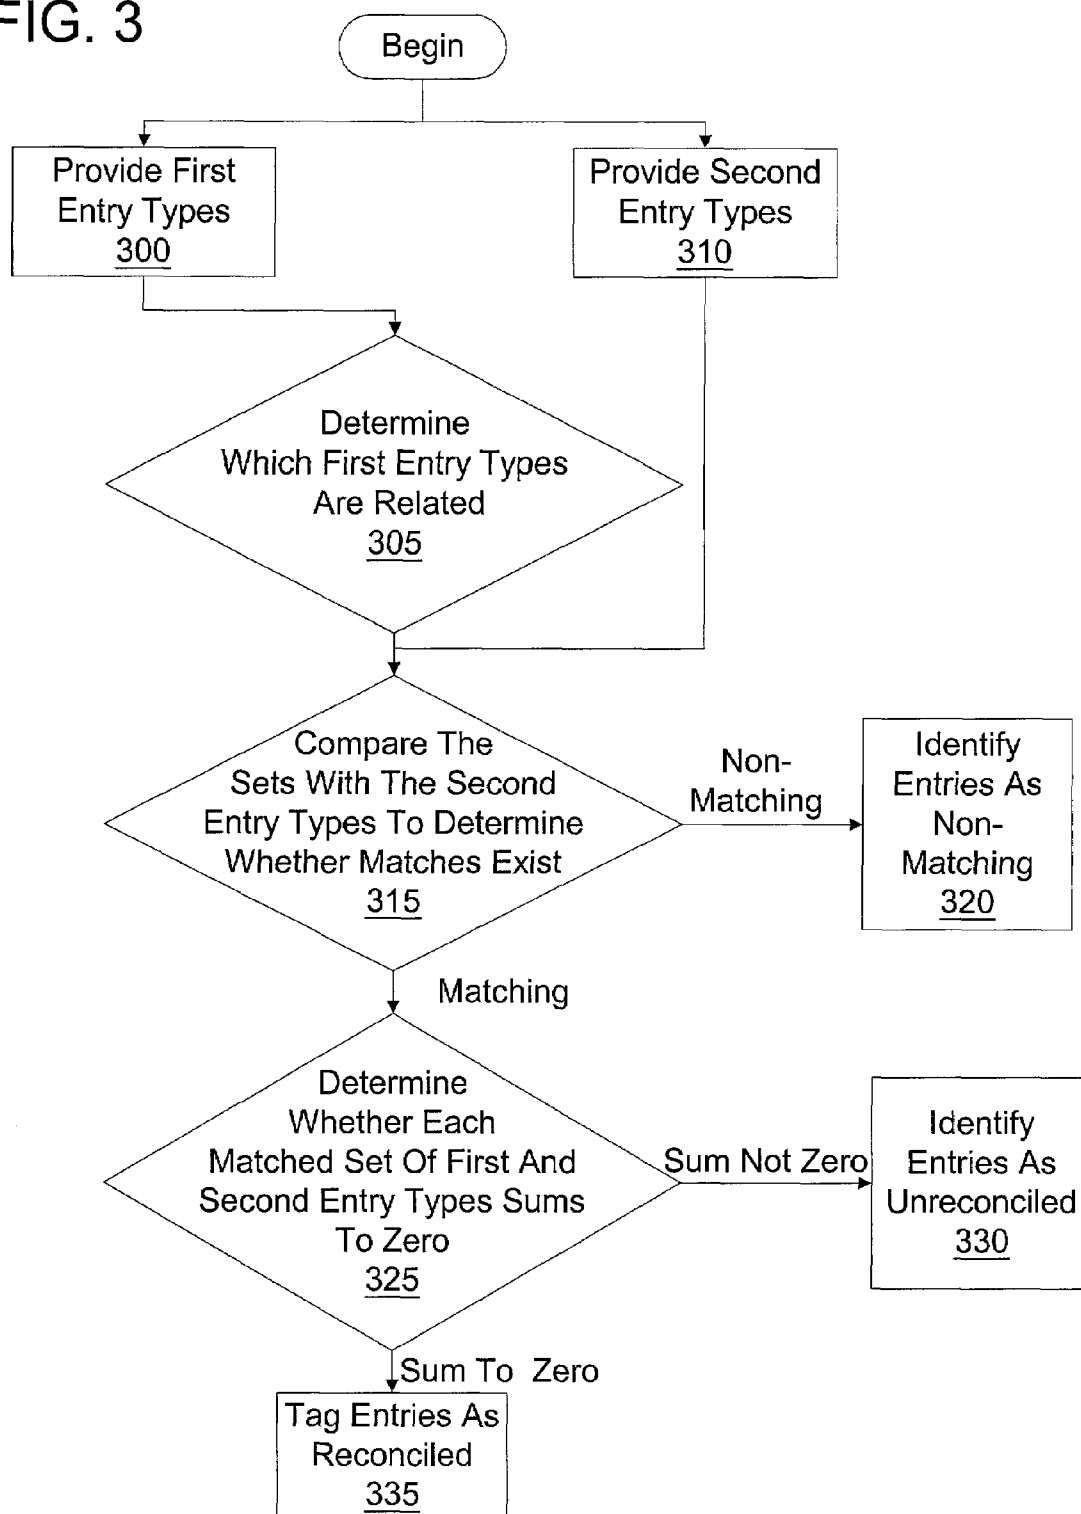 FIG. 3
Begin
Provide First
Entry Types
300
Provide Second
Entry Types
310
Determine
Which First Entry Types
Are Related
305
Compare The
Sets With The Second
Entry Types To Determine
Whether Matches Exist
315
Non-
Matching
Identify
Entries As
Non-
Matching
320
Matching
Determine
Whether Each
Matched Set Of First And
Second Entry Types Sums
To Zero
325
Sum Not Zero
Identify
Entries As
Unreconciled
330
Sum To Zero
Tag Entries As
Reconciled
335